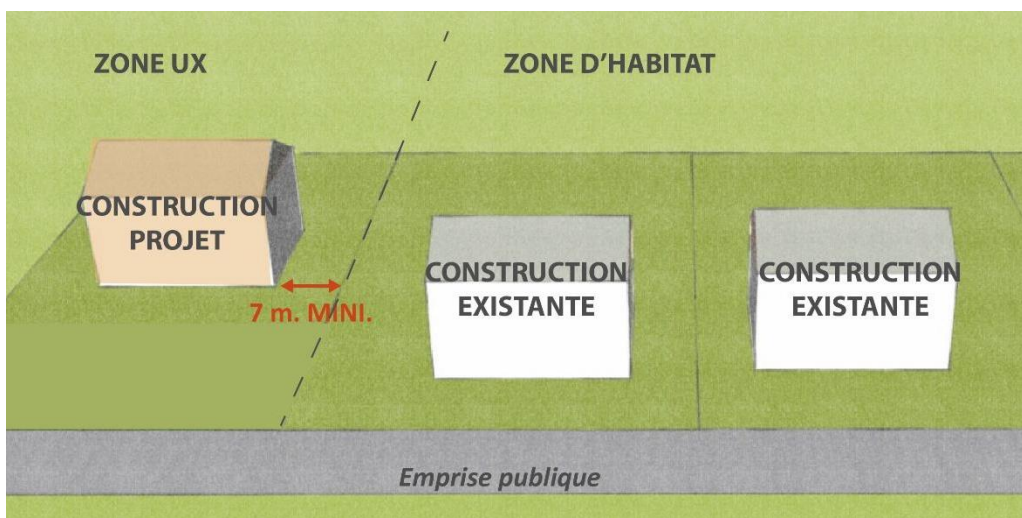 ZONE UX
ZONE D'HABITAT
CONSTRUCTION
PROJET
CONSTRUCTION
EXISTANTE
CONSTRUCTION
EXISTANTE
7 m. MINI.
Emprise publique